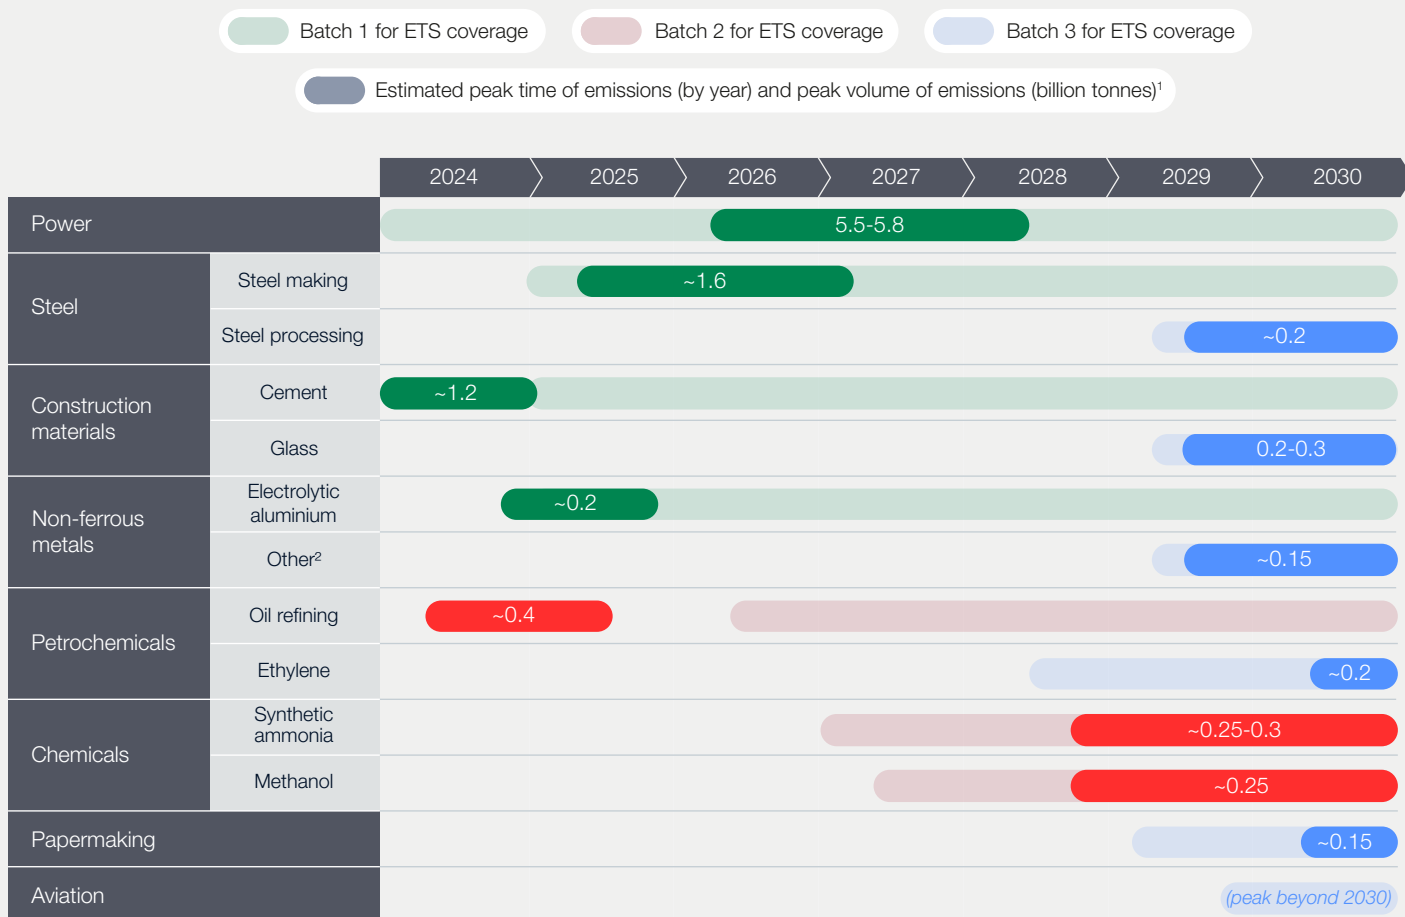 Batch 1 for ETS coverage
Batch 2 for ETS coverage
Batch 3 for ETS coverage
Estimated peak time of emissions (by year) and peak volume of emissions (billion tonnes)¹
2024
2025
2026
2027
2028
2029
2030
Power
5.5-5.8
Steel
Steel making
~1.6
Steel processing
~0.2
Construction
materials
Cement
~1.2
Glass
0.2-0.3
Non-ferrous
metals
Electrolytic
aluminium
~0.2
Other²
~0.15
Petrochemicals
Oil refining
~0.4
Ethylene
~0.2
Chemicals
Synthetic
ammonia
~0.25-0.3
Methanol
~0.25
Papermaking
~0.15
Aviation
(peak beyond 2030)